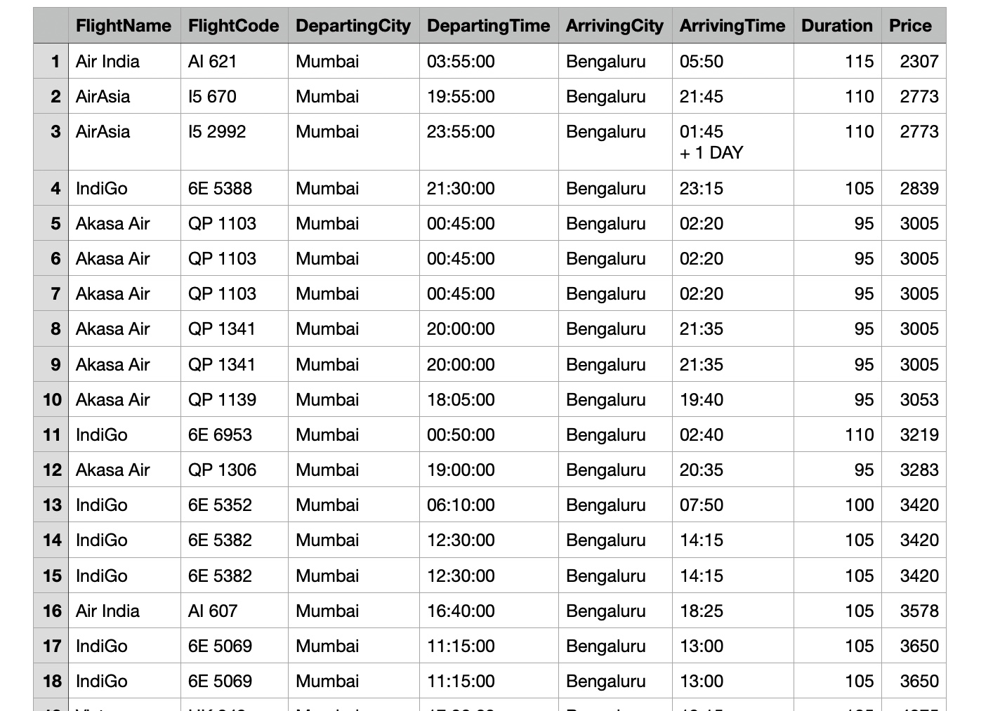 FlightName FlightCode DepartingCity DepartingTime ArrivingCity ArrivingTime Duration Price
1 Air India AI 621 Mumbai 03:55:00 Bengaluru 05:50 115 2307
2 AirAsia I5 670 Mumbai 19:55:00 Bengaluru 21:45 110 2773
3 AirAsia I5 2992 Mumbai 23:55:00 Bengaluru 01:45 110 2773
+ 1 DAY
4 IndiGo 6E 5388 Mumbai 21:30:00 Bengaluru 23:15 105 2839
5 Akasa Air QP 1103 Mumbai 00:45:00 Bengaluru 02:20 95 3005
6 Akasa Air QP 1103 Mumbai 00:45:00 Bengaluru 02:20 95 3005
7 Akasa Air QP 1103 Mumbai 00:45:00 Bengaluru 02:20 95 3005
8 Akasa Air QP 1341 Mumbai 20:00:00 Bengaluru 21:35 95 3005
9 Akasa Air QP 1341 Mumbai 20:00:00 Bengaluru 21:35 95 3005
10 Akasa Air QP 1139 Mumbai 18:05:00 Bengaluru 19:40 95 3053
11 IndiGo 6E 6953 Mumbai 00:50:00 Bengaluru 02:40 110 3219
12 Akasa Air QP 1306 Mumbai 19:00:00 Bengaluru 20:35 95 3283
13 IndiGo 6E 5352 Mumbai 06:10:00 Bengaluru 07:50 100 3420
14 IndiGo 6E 5382 Mumbai 12:30:00 Bengaluru 14:15 105 3420
15 IndiGo 6E 5382 Mumbai 12:30:00 Bengaluru 14:15 105 3420
16 Air India AI 607 Mumbai 16:40:00 Bengaluru 18:25 105 3578
17 IndiGo 6E 5069 Mumbai 11:15:00 Bengaluru 13:00 105 3650
18 IndiGo 6E 5069 Mumbai 11:15:00 Bengaluru 13:00 105 3650